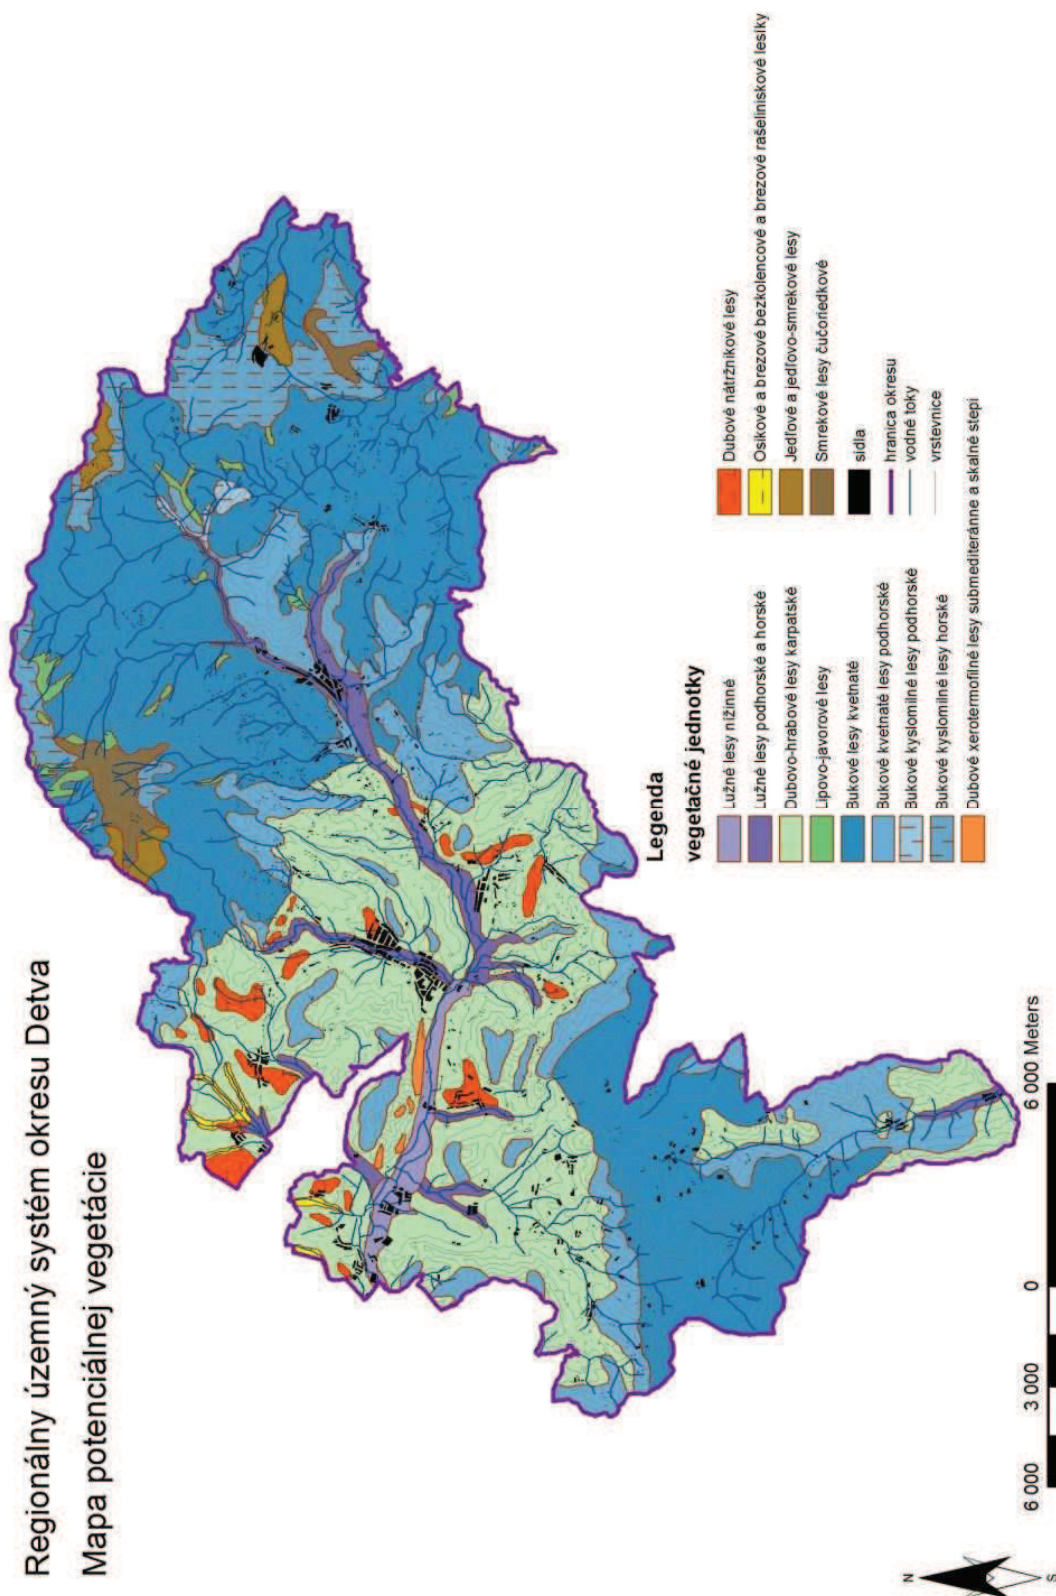 Regionálny územný systém okresu Detva
Mapa potenciálnej vegetácie
Legenda
vegetačné jednotky
Lužné lesy nížinné
Lužné lesy podhorské a horské
Dubovo-hrabové lesy karpatské
Lipovo-javorové lesy
Bukové lesy kvetnaté
Bukové kvetnaté lesy podhorské
Bukové kyslomilné lesy podhorské
Bukové kyslomilné lesy horské
Dubové xerotermofilné lesy submediteránne a skalné stepi
Dubové nátržníkové lesy
Osikové a brezové bezkolencové a brezové rašeliniskové lesíky
Jedľové a jedľovo-smrekové lesy
Smrekové lesy čučoriedkové
sídla
hranica okresu
vodné toky
vrstevnice
N
S
6 000 3 000 0 6 000 Meters